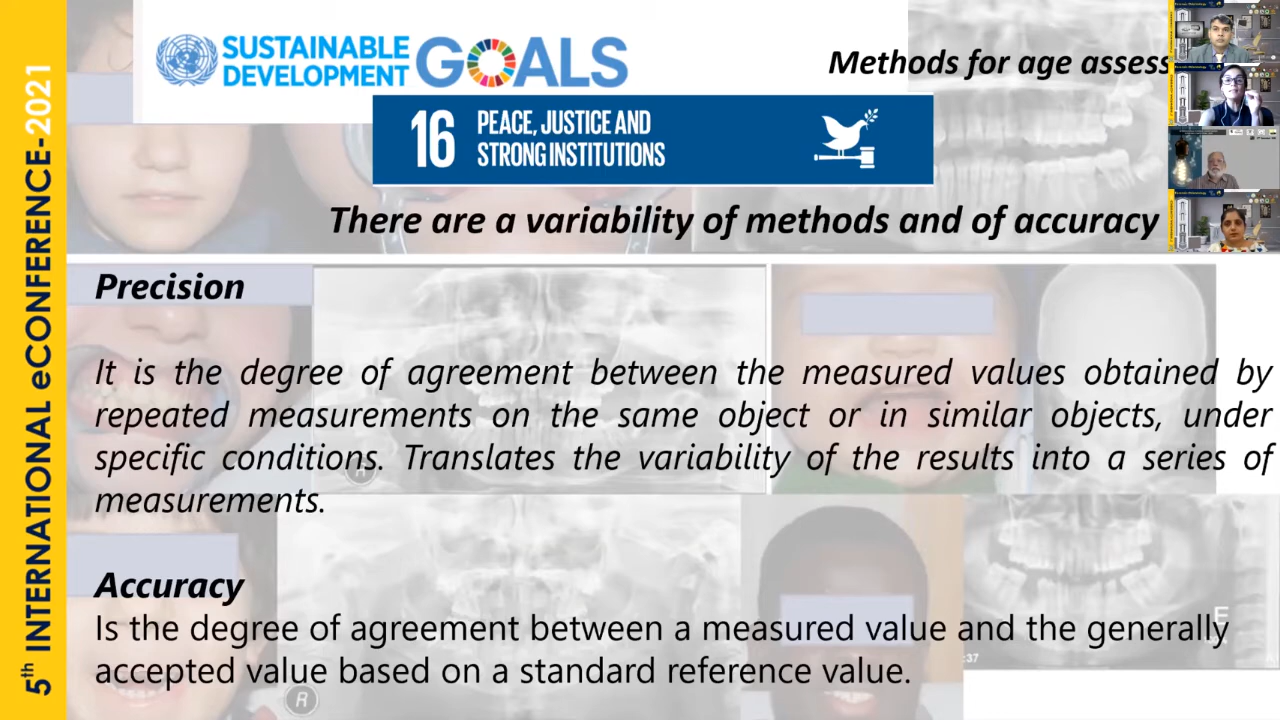 5th INTERNATIONAL eCONFERENCE-2021
SUSTAINABLE
DEVELOPMENT
GOALS
Methods for age assess
16
PEACE, JUSTICE AND
STRONG INSTITUTIONS
There are a variability of methods and of accuracy
Precision
It is the degree of agreement between the measured values obtained by
repeated measurements on the same object or in similar objects, under
specific conditions. Translates the variability of the results into a series of
measurements.
Accuracy
Is the degree of agreement between a measured value and the generally
accepted value based on a standard reference value.
E
:37
R